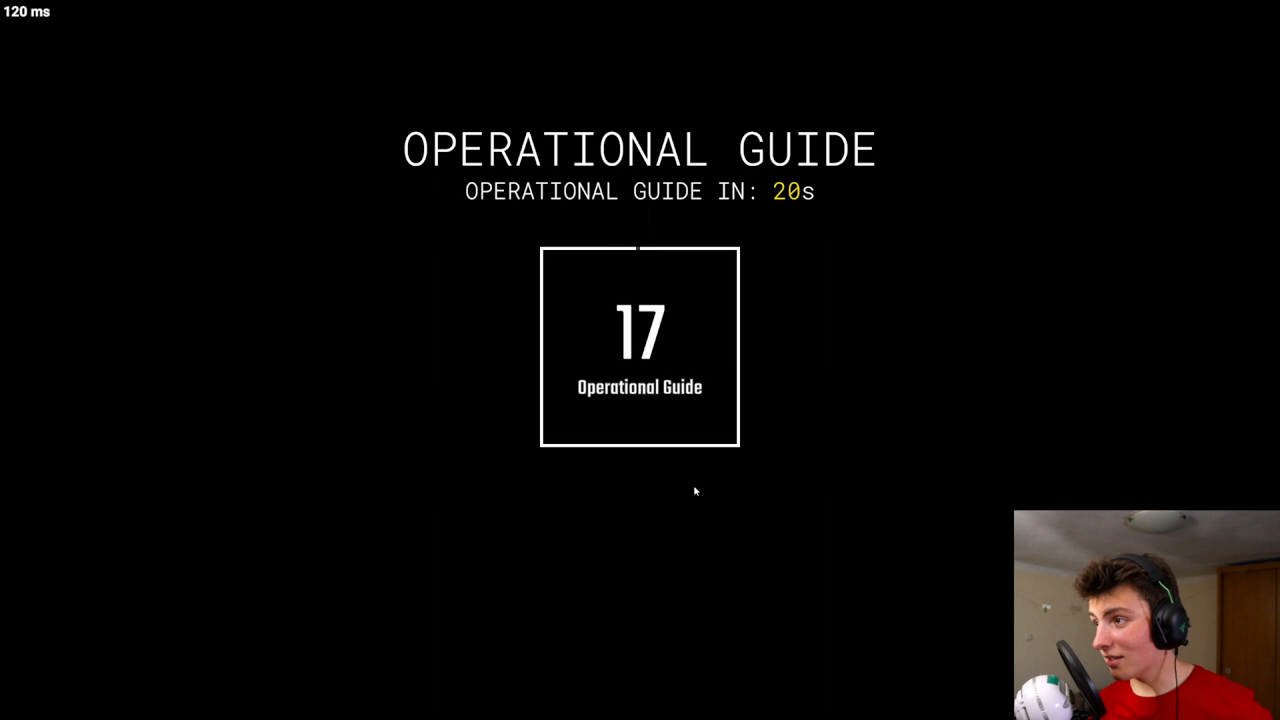 120 ms
OPERATIONAL GUIDE
OPERATIONAL GUIDE IN: 20s
17
Operational Guide